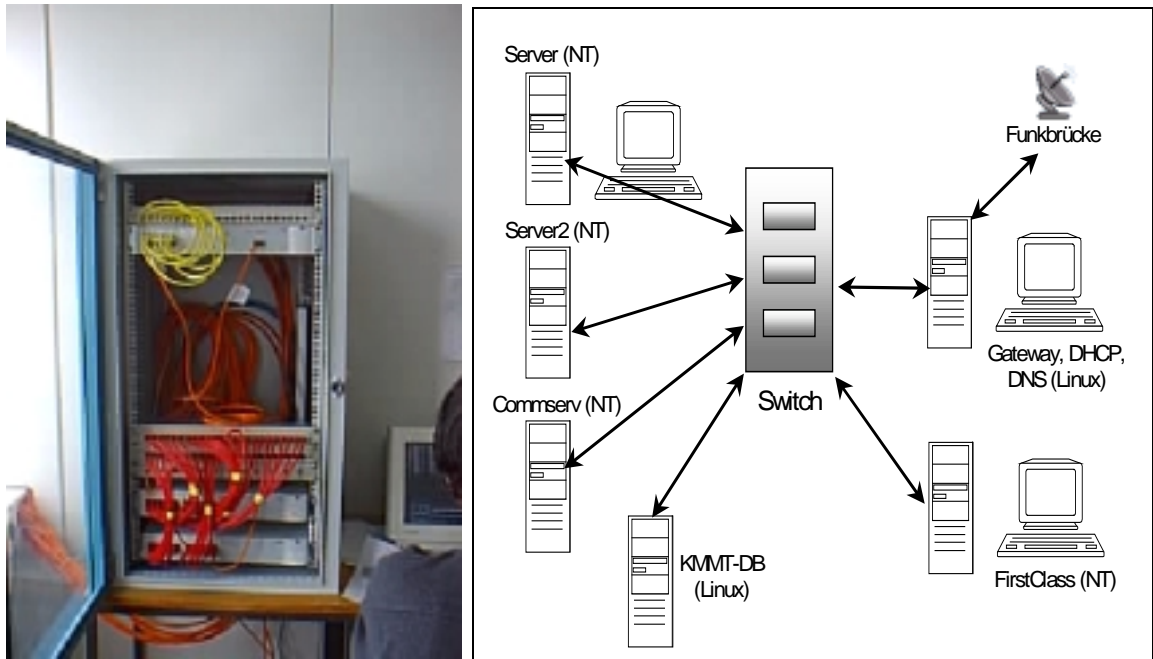 Server (NT)
Funkbrücke
Server2 (NT)
Gateway, DHCP,
DNS (Linux)
Switch
Commserv (NT)
KMMT-DB
(Linux)
FirstClass (NT)